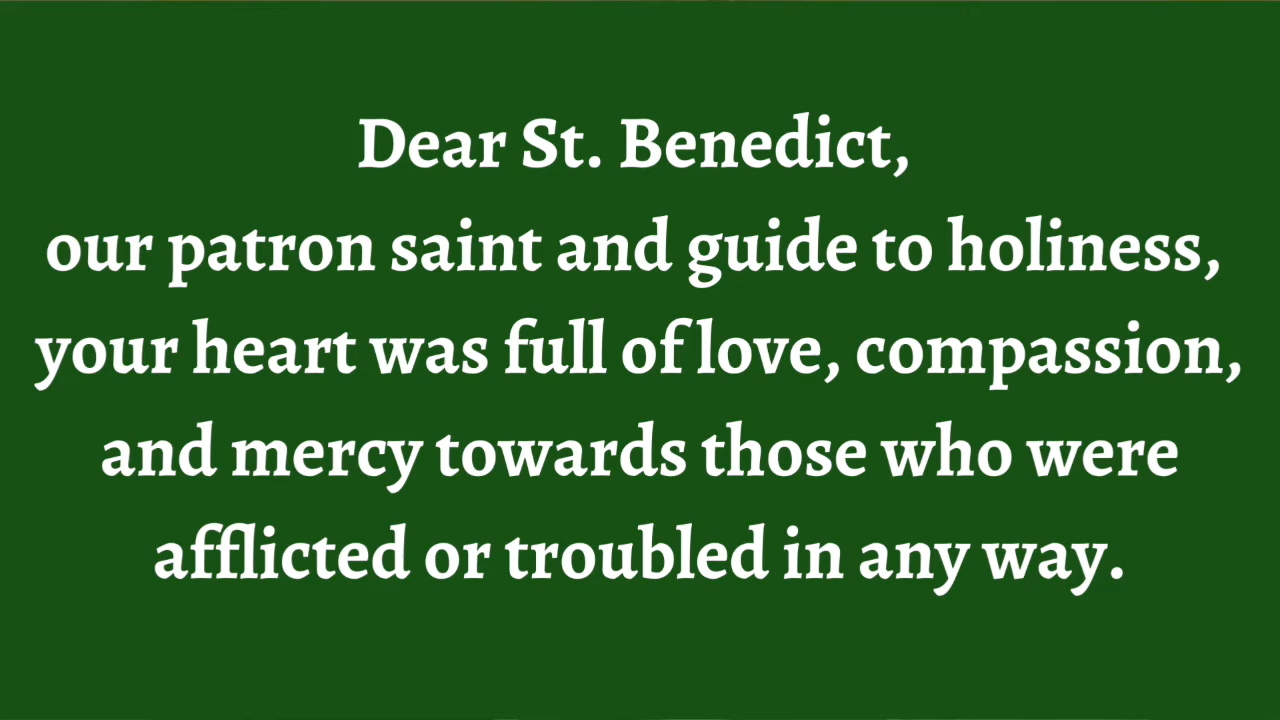 Dear St. Benedict,
our patron saint and guide to holiness,
your heart was full of love, compassion,
and mercy towards those who were
afflicted or troubled in any way.